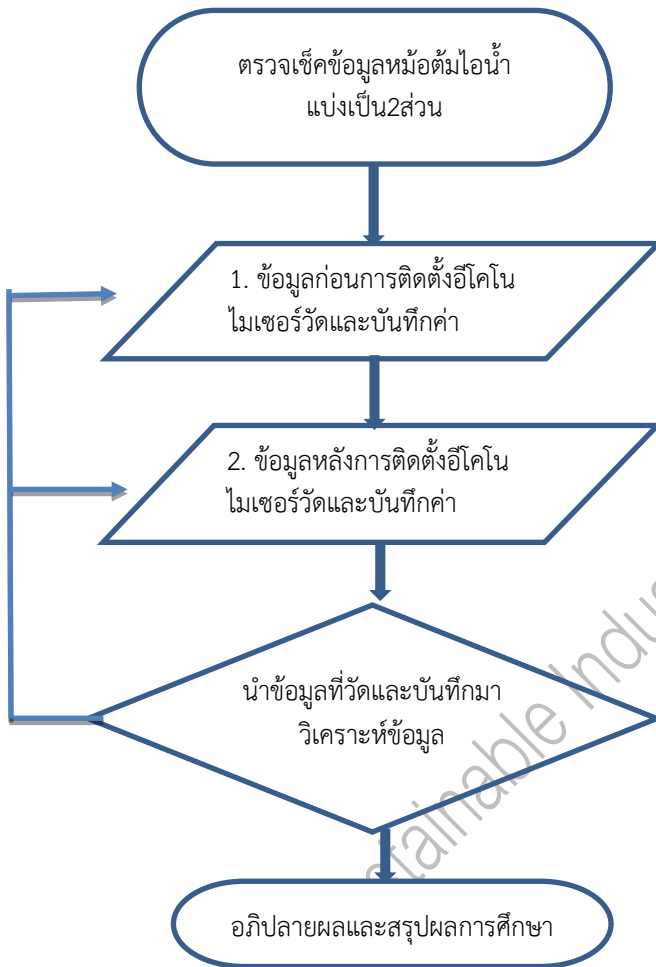 ตรวจเช็คข้อมูลหม้อต้มไอน้ำ
แบ่งเป็น2ส่วน
1. ข้อมูลก่อนการติดตั้งอีโคโน
ไมเซอร์วัดและบันทึกค่า
2. ข้อมูลหลังการติดตั้งอีโคโน
ไมเซอร์วัดและบันทึกค่า
นำข้อมูลที่วัดและบันทึกมา
วิเคราะห์ข้อมูล
อภิปลายผลและสรุปผลการศึกษา